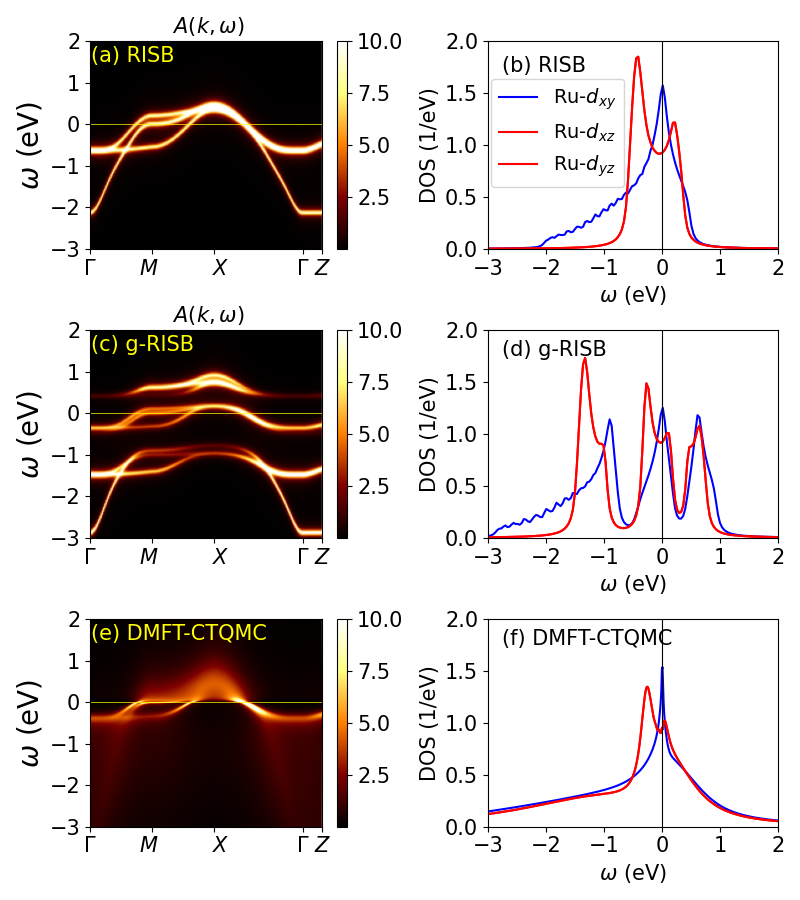 A(k, ω)
(a) RISB
ω (eV)
2
1
0
−1
−2
−3
Γ M X Γ Z
10.0
7.5
5.0
2.5
(b) RISB
Ru-d_xy
Ru-d_xz
Ru-d_yz
DOS (1/eV)
2.0
1.5
1.0
0.5
0.0
−3 −2 −1 0 1 2
ω (eV)
A(k, ω)
(c) g-RISB
ω (eV)
2
1
0
−1
−2
−3
Γ M X Γ Z
10.0
7.5
5.0
2.5
(d) g-RISB
DOS (1/eV)
2.0
1.5
1.0
0.5
0.0
−3 −2 −1 0 1 2
ω (eV)
(e) DMFT-CTQMC
ω (eV)
2
1
0
−1
−2
−3
Γ M X Γ Z
10.0
7.5
5.0
2.5
(f) DMFT-CTQMC
DOS (1/eV)
2.0
1.5
1.0
0.5
0.0
−3 −2 −1 0 1 2
ω (eV)